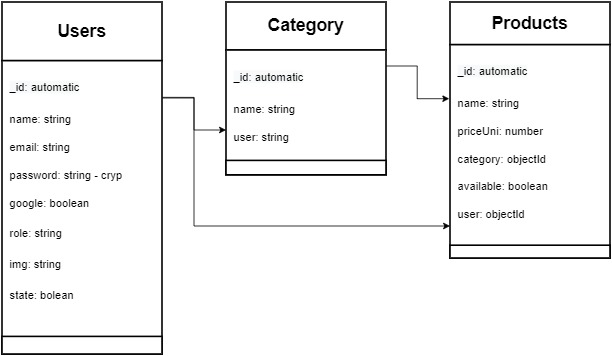 Users
_id: automatic
name: string
email: string
password: string - cryp
google: boolean
role: string
img: string
state: bolean
Category
_id: automatic
name: string
user: string
Products
_id: automatic
name: string
priceUni: number
category: objectId
available: boolean
user: objectId